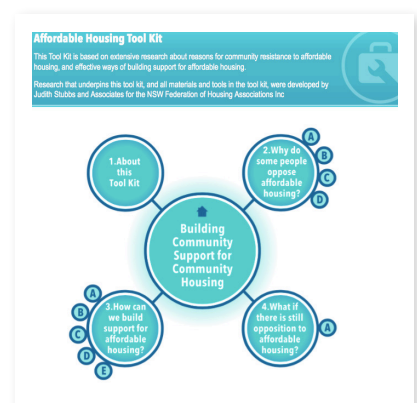 Affordable Housing Tool Kit
This Tool Kit is based on extensive research about reasons for community resistance to affordable
housing, and effective ways of building support for affordable housing.
Research that underpins this tool kit, and all materials and tools in the tool kit, were developed by
Judith Stubbs and Associates for the NSW Federation of Housing Associations Inc
1.About
this
Tool Kit
2.Why do
some people
oppose
affordable
housing?
A
B
C
D
Building
Community
Support for
Community
Housing
3.How can
we build
support for
affordable
housing?
A
B
C
D
E
4.What if
there is still
opposition to
affordable
housing?
A